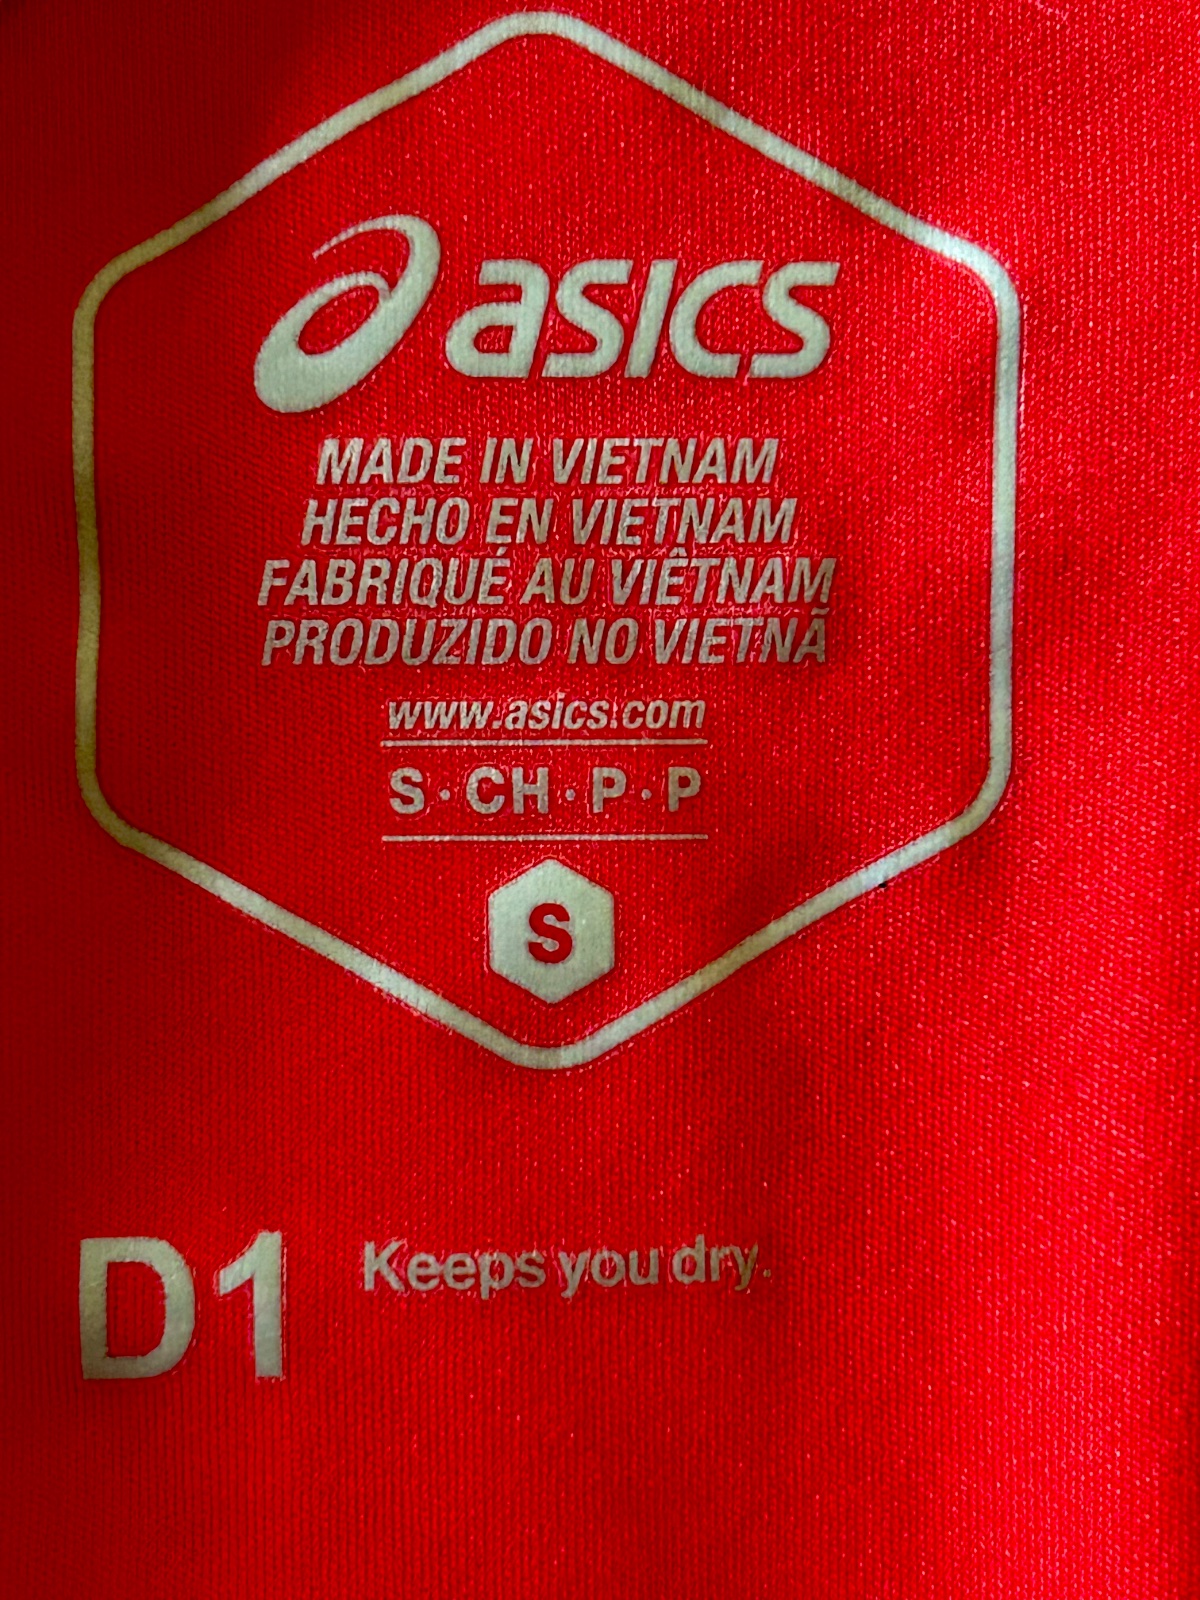 asics
MADE IN VIETNAM
HECHO EN VIETNAM
FABRIQUÉ AU VIÊTNAM
PRODUZIDO NO VIETNÃ
www.asics.com
S · CH · P · P
S
D1 Keeps you dry.